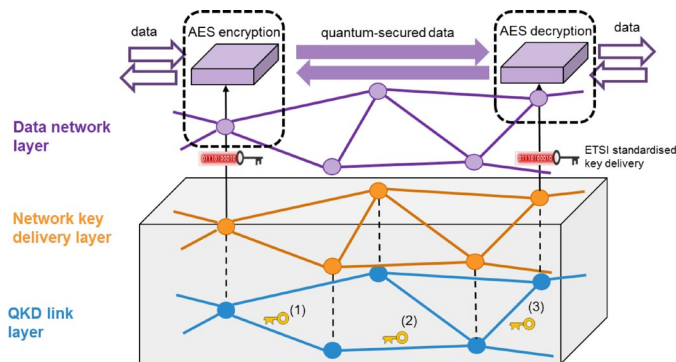 data
AES encryption
quantum-secured data
AES decryption
data
Data network
layer
ETSI standardised
key delivery
Network key
delivery layer
QKD link
layer
(1)
(2)
(3)